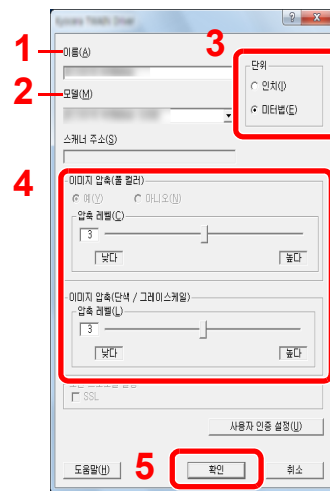 Kyocera TWAIN Driver
1
이름(A)
2
모델(M)
3
단위
인치(I)
미터법(E)
스캐너 주소(S)
4
이미지 압축(풀 컬러)
예(Y) 아니오(N)
압축 레벨(C)
3
낮다 높다
이미지 압축(단색 / 그레이스케일)
압축 레벨(L)
3
낮다 높다
SSL
사용자 인증 설정(U)
도움말(H) 5 확인 취소